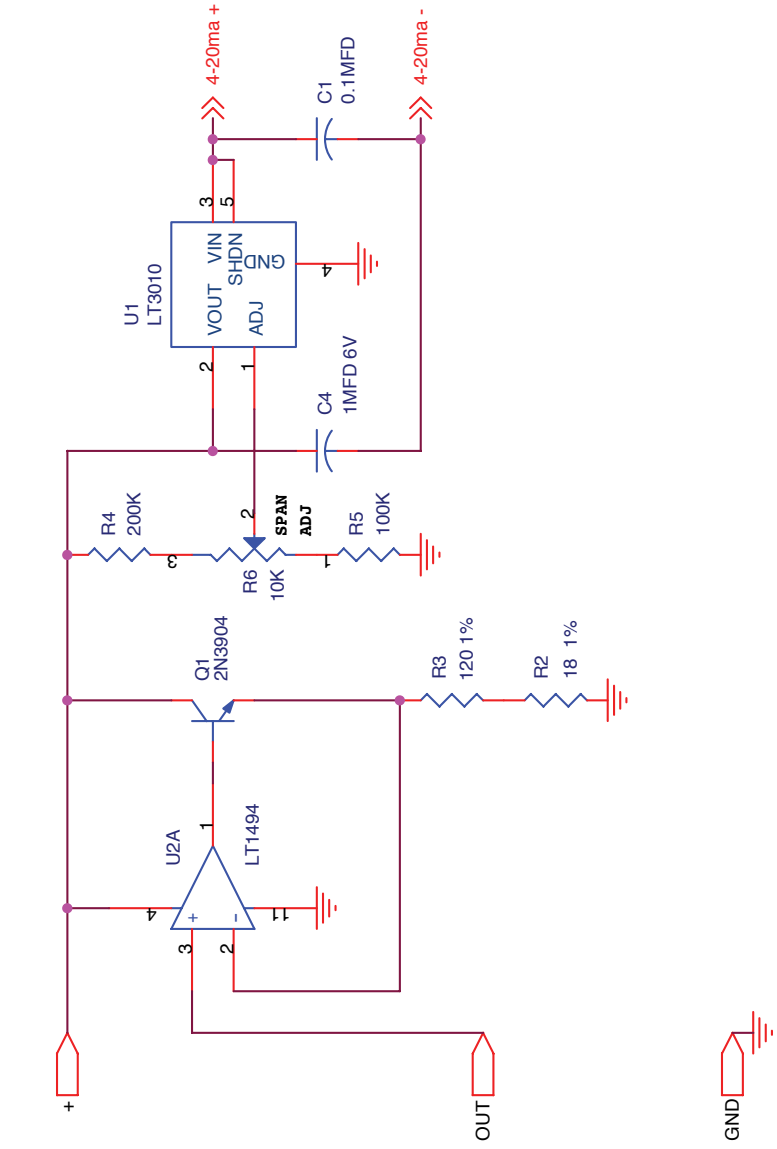 +
OUT
GND
3
2
+
-
4
11
1
U2A
LT1494
Q1
2N3904
R3
120 1%
R2
18 1%
R4
200K
3
R6
10K
2
SPAN
ADJ
1
R5
100K
C4
1MFD 6V
U1
LT3010
2
1
VOUT
ADJ
VIN
SHDN
GND
3
5
4
C1
0.1MFD
4-20ma +
4-20ma -